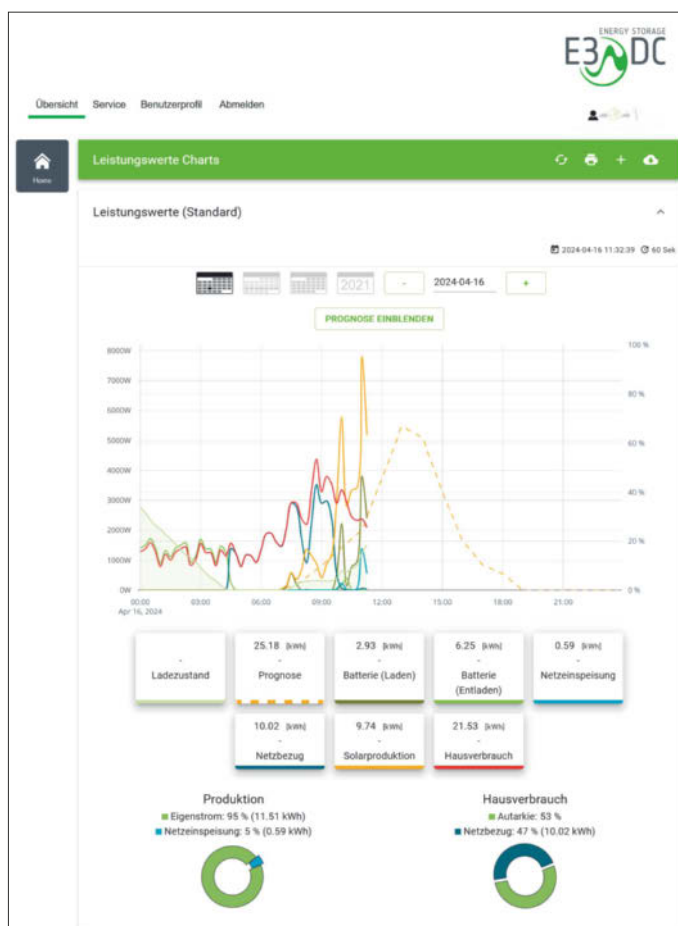 ENERGY STORAGE
E3 DC
Übersicht Service Benutzerprofil Abmelden
Home
Leistungswerte Charts
Leistungswerte (Standard)
2024-04-16 11:32:39 60 Sek
2021 - 2024-04-16 +
PROGNOSE EINBLENDEN
8000W 100 %
7000W
6000W 80 %
5000W 60 %
4000W
3000W 40 %
2000W 20 %
1000W
0W 0 %
00:00 03:00 06:00 09:00 12:00 15:00 18:00 21:00
Apr 16, 2024
- Ladezustand
25.18 [kWh] - Prognose
2.93 [kWh] - Batterie (Laden)
6.25 [kWh] - Batterie (Entladen)
0.59 [kWh] - Netzeinspeisung
10.02 [kWh] - Netzbezug
9.74 [kWh] - Solarproduktion
21.53 [kWh] - Hausverbrauch
Produktion
Eigenstrom: 95 % (11.51 kWh)
Netzeinspeisung: 5 % (0.59 kWh)
Hausverbrauch
Autarkie: 53 %
Netzbezug: 47 % (10.02 kWh)